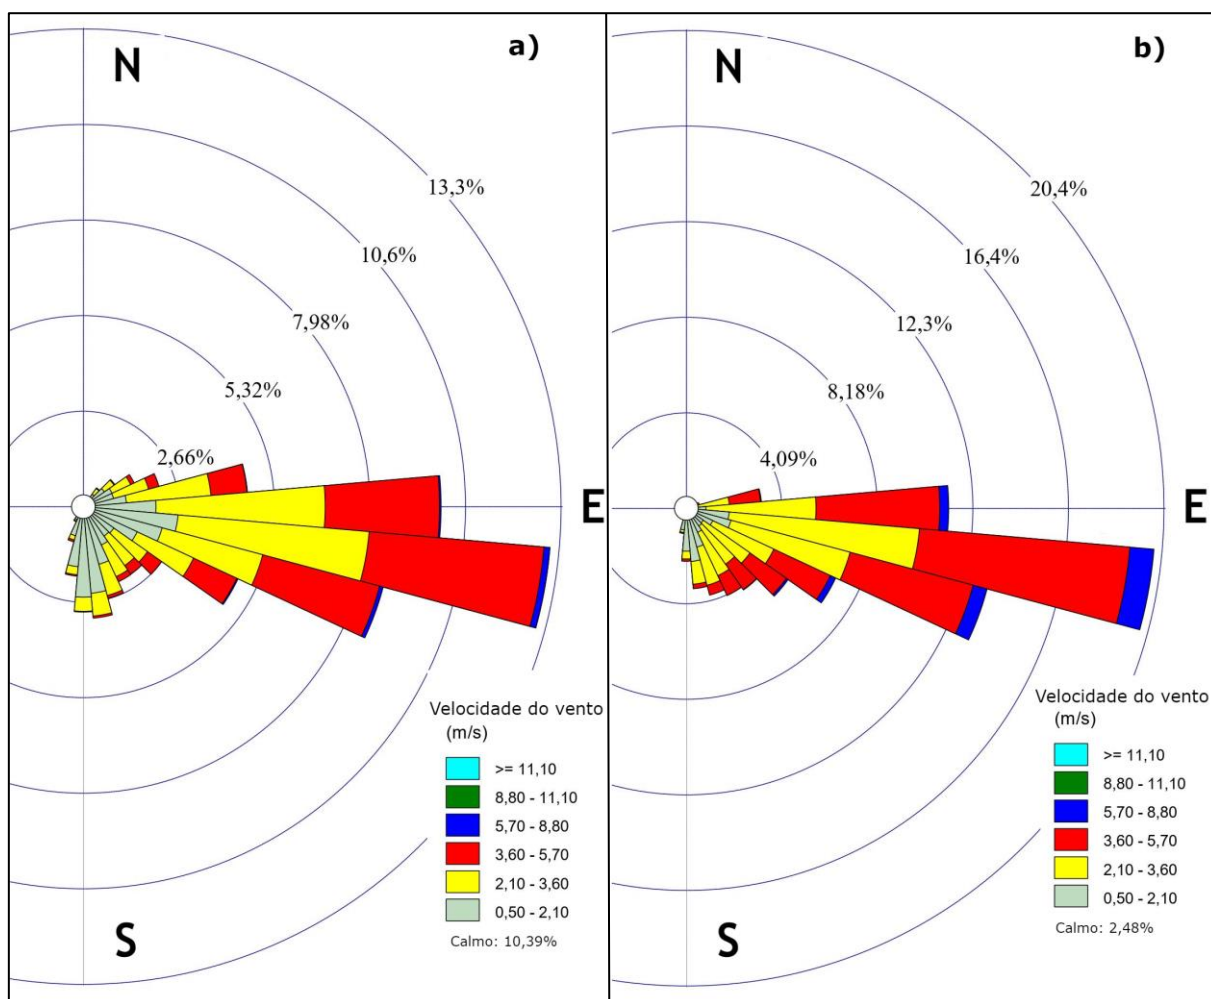 a)
N
13,3%
10,6%
7,98%
5,32%
2,66%
E
Velocidade do vento
(m/s)
>= 11,10
8,80 - 11,10
5,70 - 8,80
3,60 - 5,70
2,10 - 3,60
0,50 - 2,10
Calmo: 10,39%
S
b)
N
20,4%
16,4%
12,3%
8,18%
4,09%
E
Velocidade do vento
(m/s)
>= 11,10
8,80 - 11,10
5,70 - 8,80
3,60 - 5,70
2,10 - 3,60
0,50 - 2,10
Calmo: 2,48%
S